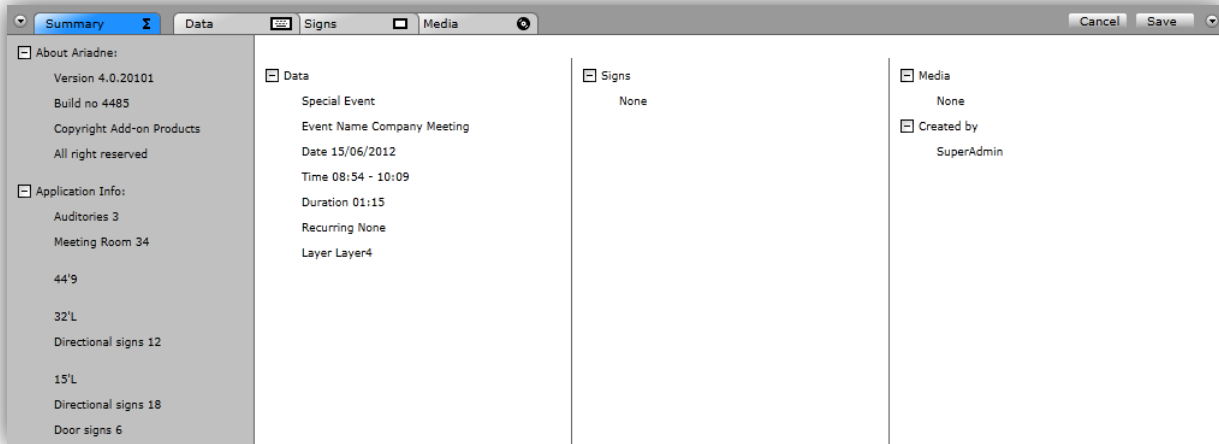 Summary Σ Data Signs Media Cancel Save
About Ariadne:
Version 4.0.20101
Build no 4485
Copyright Add-on Products
All right reserved
Application Info:
Auditories 3
Meeting Room 34
44'9
32'L
Directional signs 12
15'L
Directional signs 18
Door signs 6
Data
Special Event
Event Name Company Meeting
Date 15/06/2012
Time 08:54 - 10:09
Duration 01:15
Recurring None
Layer Layer4
Signs
None
Media
None
Created by
SuperAdmin